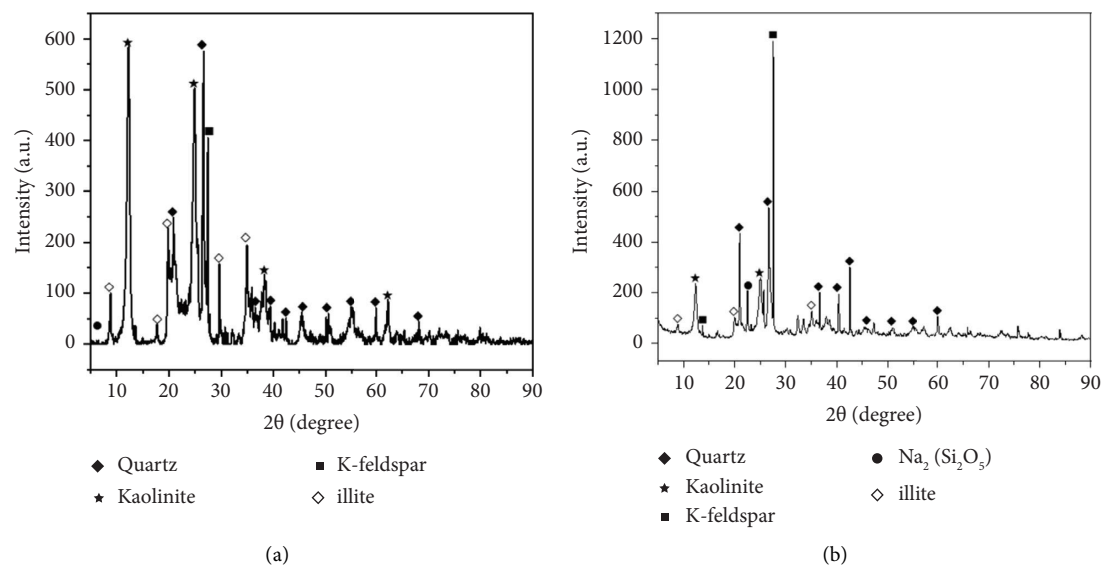 600
500
400
300
200
100
0
Intensity (a.u.)
10 20 30 40 50 60 70 80 90
2θ (degree)
Quartz K-feldspar
Kaolinite illite
(a)
1200
1000
800
600
400
200
0
Intensity (a.u.)
10 20 30 40 50 60 70 80 90
2θ (degree)
Quartz Na₂ (Si₂O₅)
Kaolinite illite
K-feldspar
(b)